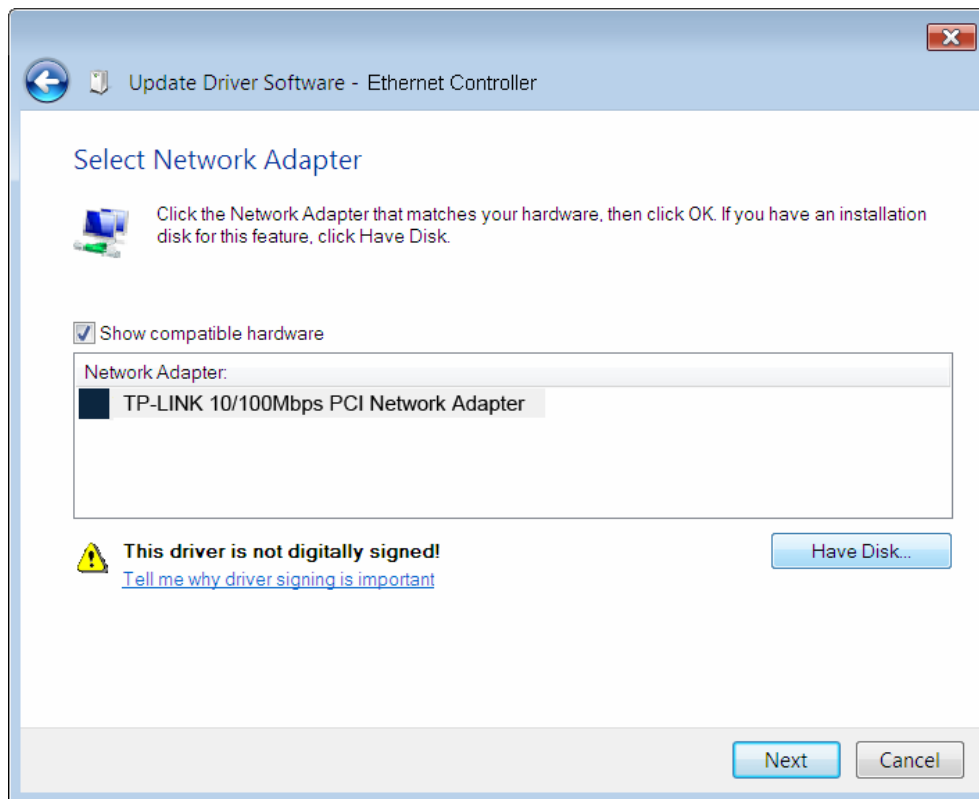 Update Driver Software - Ethernet Controller
Select Network Adapter
Click the Network Adapter that matches your hardware, then click OK. If you have an installation
disk for this feature, click Have Disk.
Show compatible hardware
Network Adapter:
TP-LINK 10/100Mbps PCI Network Adapter
This driver is not digitally signed!
Have Disk...
Tell me why driver signing is important
Next
Cancel